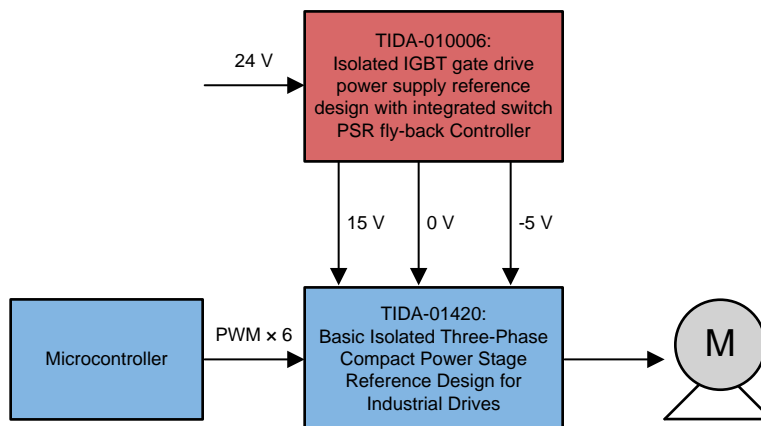 TIDA-010006:
Isolated IGBT gate drive
power supply reference
design with integrated switch
PSR fly-back Controller
24 V
15 V
0 V
-5 V
Microcontroller
PWM × 6
TIDA-01420:
Basic Isolated Three-Phase
Compact Power Stage
Reference Design for
Industrial Drives
M